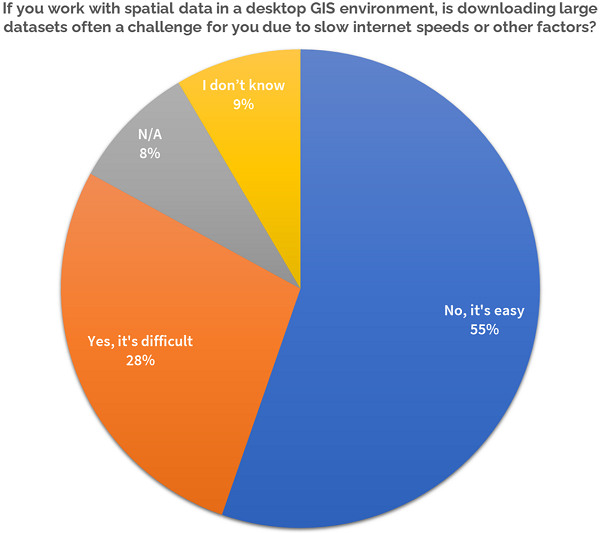 If you work with spatial data in a desktop GIS environment, is downloading large
datasets often a challenge for you due to slow internet speeds or other factors?
I don't know
9%
N/A
8%
No, it's easy
55%
Yes, it's difficult
28%